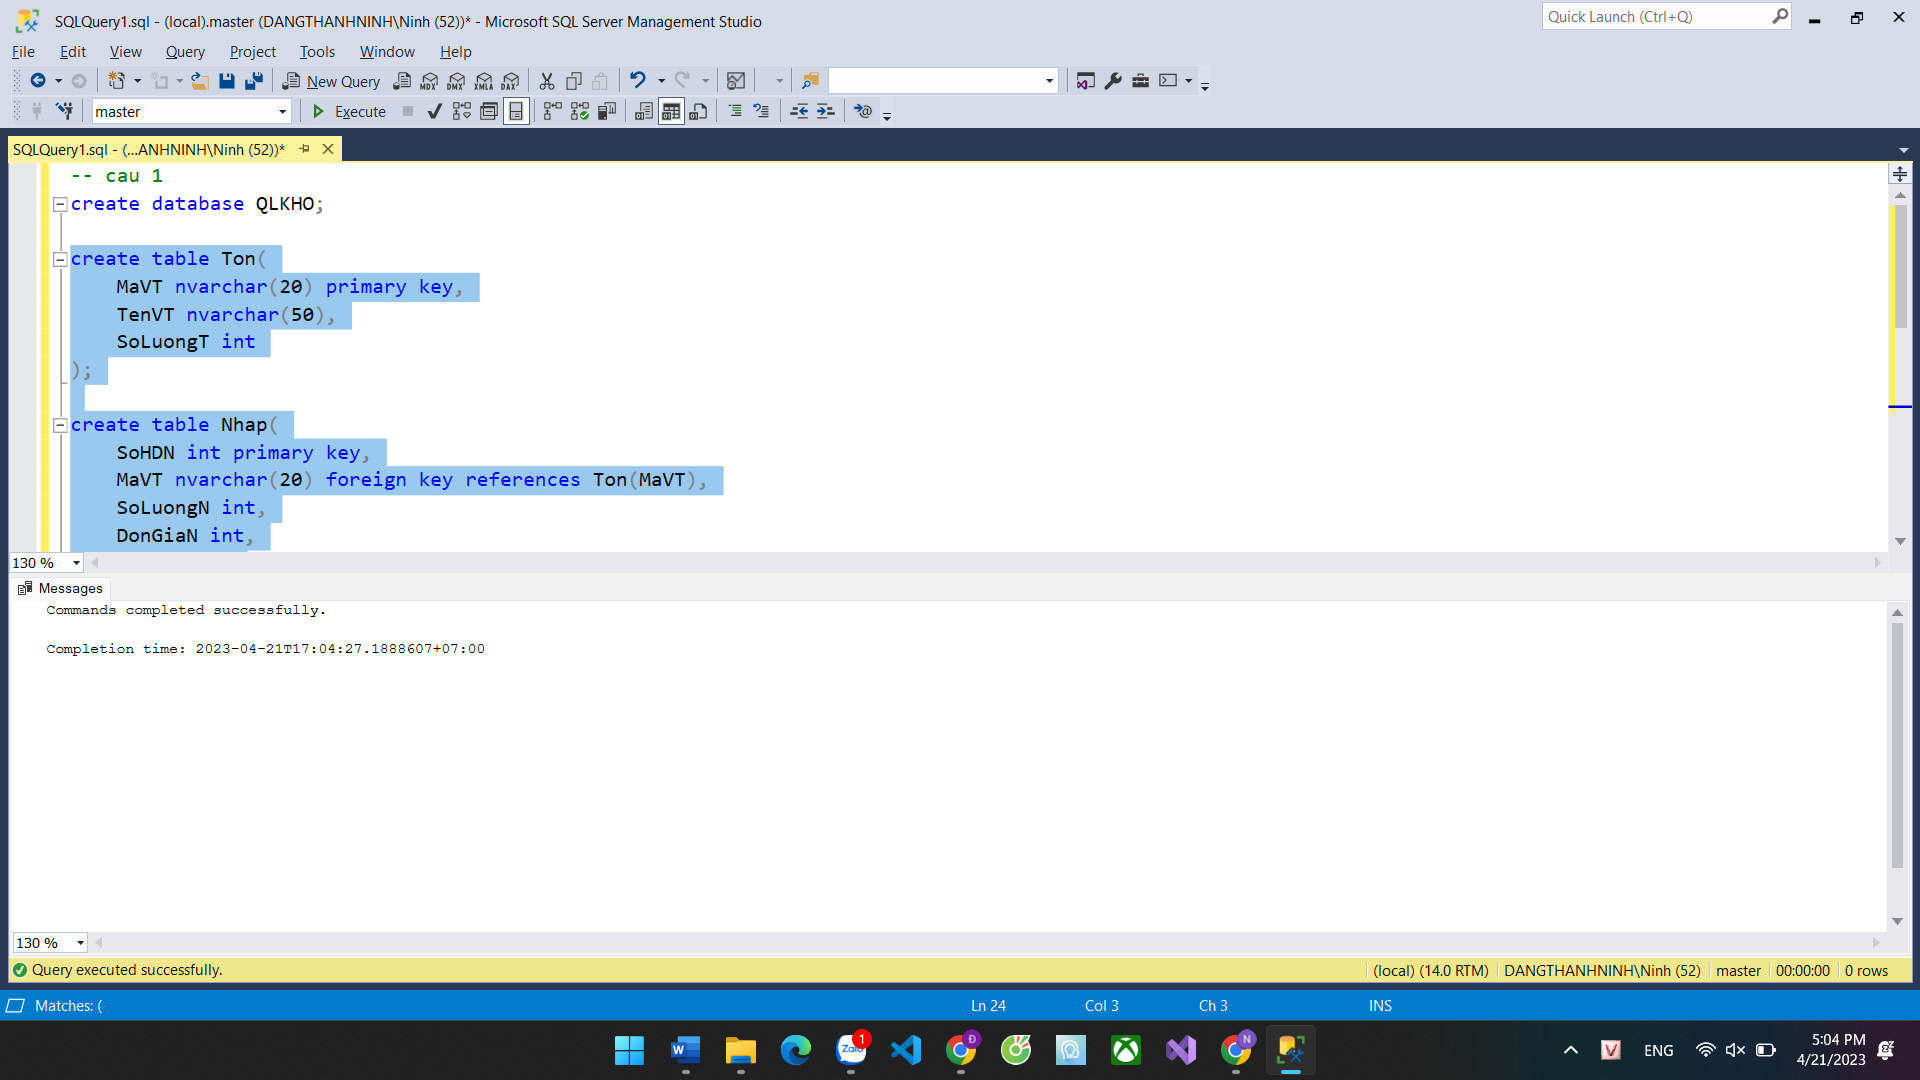 SQLQuery1.sql - (local).master (DANGTHANHNINH\Ninh (52))* - Microsoft SQL Server Management Studio
Quick Launch (Ctrl+Q)
File Edit View Query Project Tools Window Help
New Query MDX DMX XMLA DAX
master Execute
SQLQuery1.sql - (...ANHNINH\Ninh (52))*
-- cau 1
create database QLKHO;
create table Ton(
MaVT nvarchar(20) primary key,
TenVT nvarchar(50),
SoLuongT int
);
create table Nhap(
SoHDN int primary key,
MaVT nvarchar(20) foreign key references Ton(MaVT),
SoLuongN int,
DonGiaN int,
130 %
Messages
Commands completed successfully.
Completion time: 2023-04-21T17:04:27.1888607+07:00
130 %
Query executed successfully.
(local) (14.0 RTM) DANGTHANHNINH\Ninh (52) master 00:00:00 0 rows
Matches: ( Ln 24 Col 3 Ch 3 INS
Zalo 1 Đ N
V ENG 5:04 PM
4/21/2023